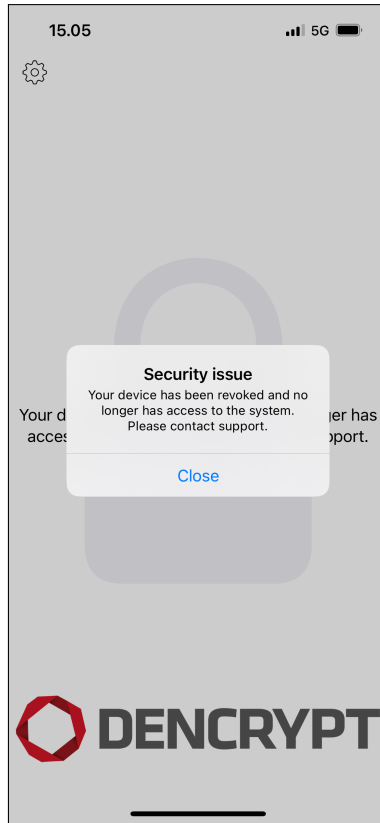 15.05
5G
Security issue
Your device has been revoked and no
longer has access to the system.
Please contact support.
Close
Your d
er has
acces
pport.
DENCRYPT